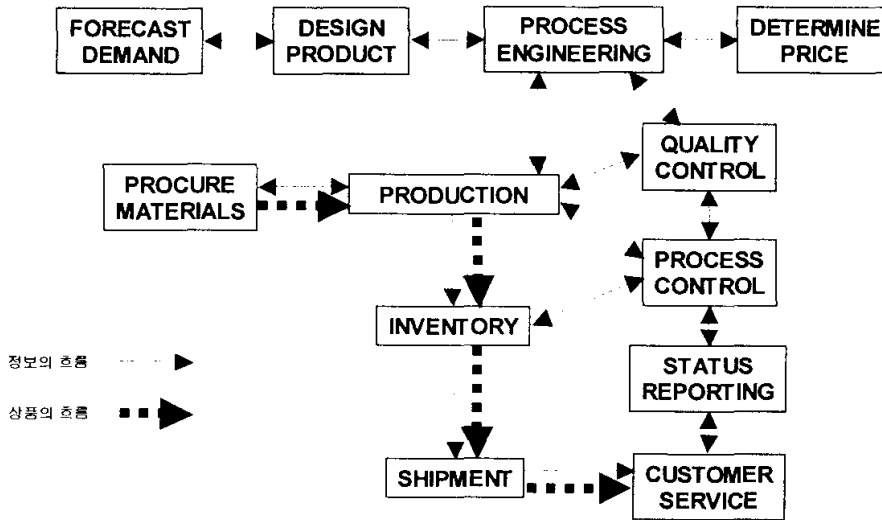 FORECAST
DEMAND
DESIGN
PRODUCT
PROCESS
ENGINEERING
DETERMINE
PRICE
QUALITY
CONTROL
PROCURE
MATERIALS
PRODUCTION
PROCESS
CONTROL
INVENTORY
정보의 흐름
STATUS
REPORTING
상품의 흐름
SHIPMENT
CUSTOMER
SERVICE